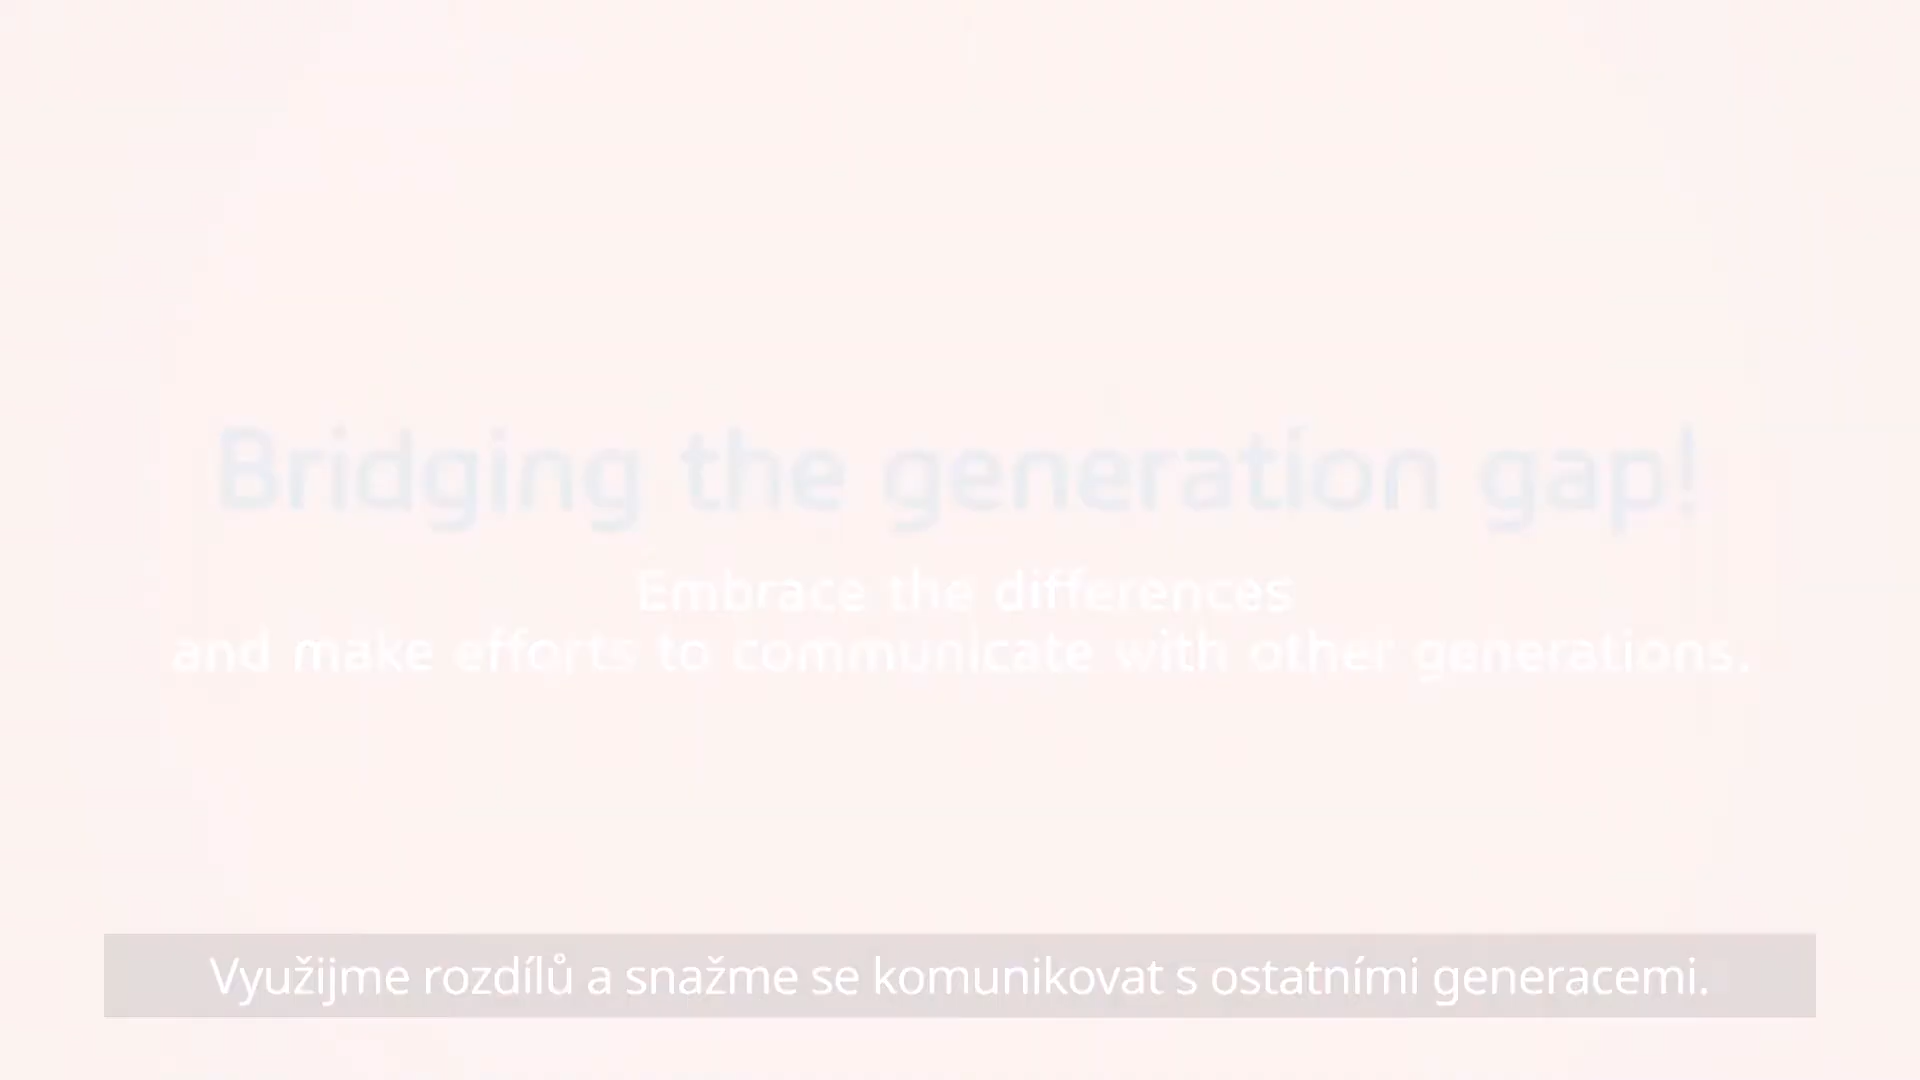 Bridging the generation gap!
Embrace the differences
and make efforts to communicate with other generations.
Využijme rozdílů a snažme se komunikovat s ostatními generacemi.